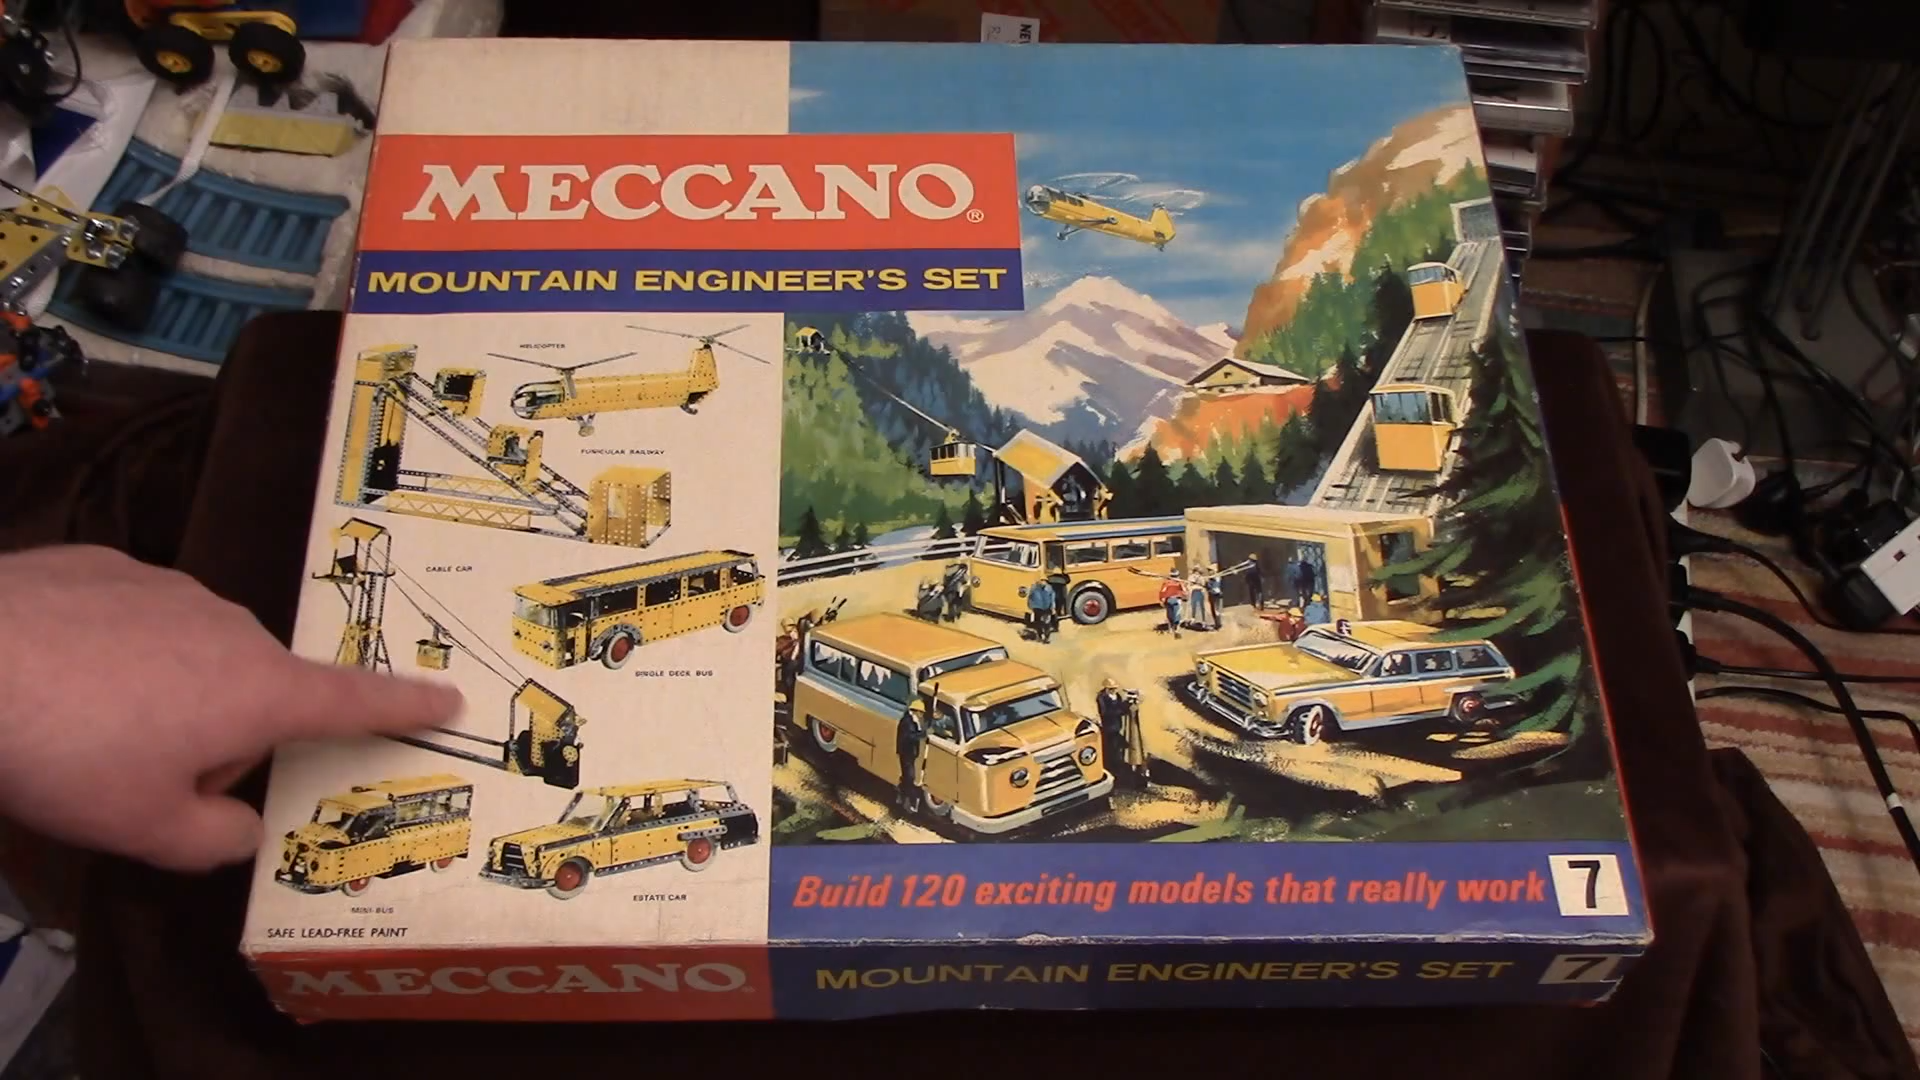 NE
MECCANO®
MOUNTAIN ENGINEER'S SET
HELICOPTER
FUNICULAR RAILWAY
CABLE CAR
SINGLE DECK BUS
MINI-BUS
ESTATE CAR
SAFE LEAD-FREE PAINT
Build 120 exciting models that really work
7
MECCANO
MOUNTAIN ENGINEER'S SET
7